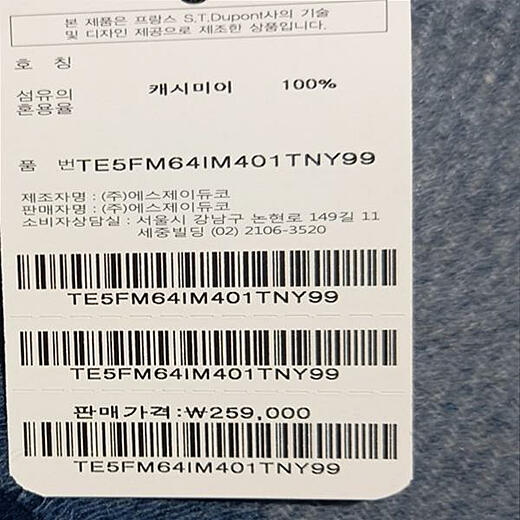 본 제품은 프랑스 S.T.Dupont사의 기술
및 디자인 제공으로 제조한 상품입니다.
호 칭
섬유의 캐시미어 100%
혼용율
품 번TE5FM64IM401TNY99
제조자명 : (주)에스제이듀코
판매자명 : (주)에스제이듀코
소비자상담실 : 서울시 강남구 논현로 149길 11
세중빌딩 (02) 2106-3520
TE5FM64IM401TNY99
TE5FM64IM401TNY99
판매가격:₩259,000
TE5FM64IM401TNY99